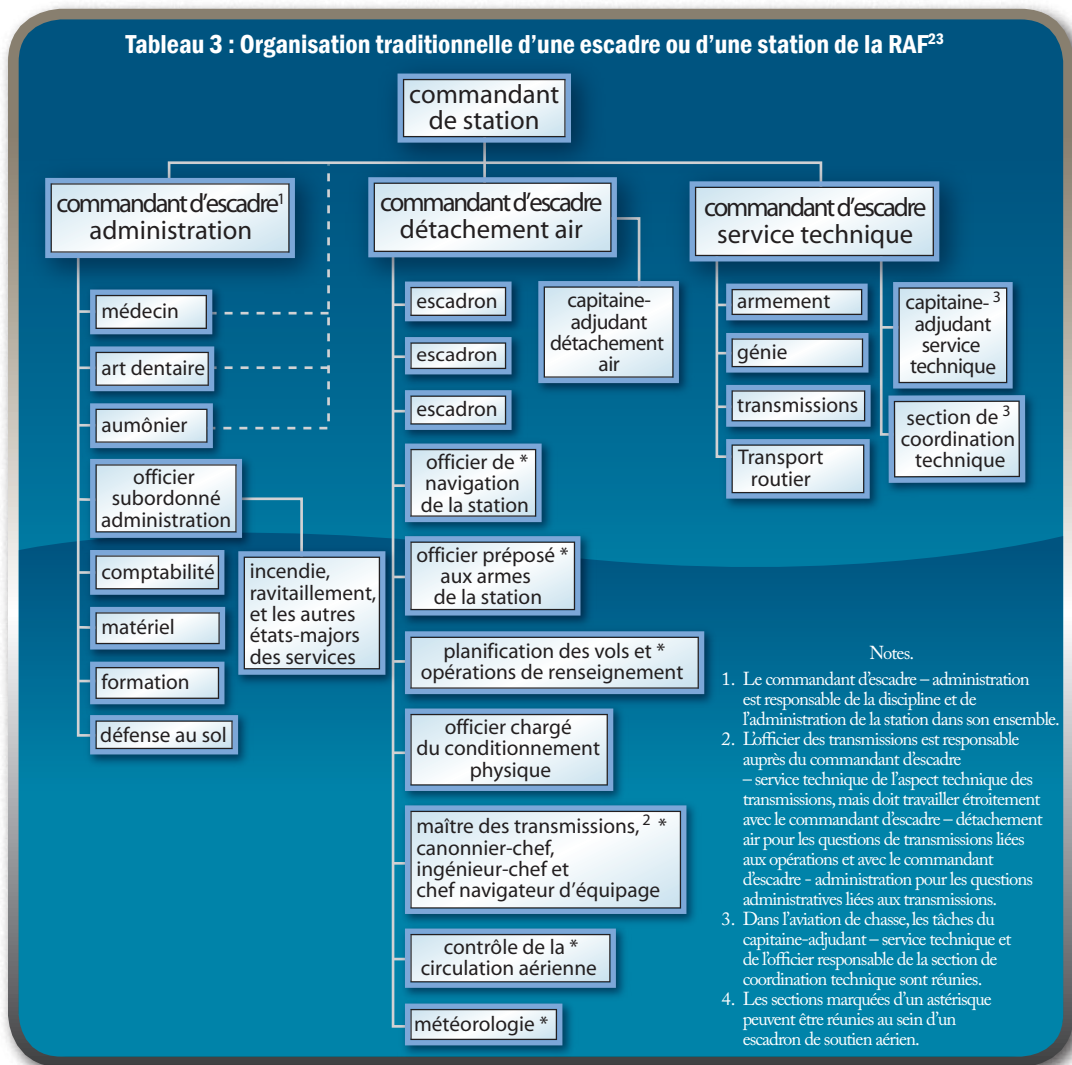 Tableau 3 : Organisation traditionnelle d'une escadre ou d'une station de la RAF23
commandant
de station
commandant d'escadre1
administration
médecin
art dentaire
aumônier
officier
subordonné
administration
incendie,
ravitaillement,
et les autres
états-majors
des services
comptabilité
matériel
formation
défense au sol
commandant d'escadre
détachement air
capitaine-
adjudant
détachement
air
escadron
escadron
escadron
officier de *
navigation
de la station
officier préposé *
aux armes
de la station
planification des vols et *
opérations de renseignement
officier chargé
du conditionnement
physique
maître des transmissions, 2 *
canonnier-chef,
ingénieur-chef et
chef navigateur d'équipage
contrôle de la *
circulation aérienne
météorologie *
commandant d'escadre
service technique
armement
génie
transmissions
Transport
routier
capitaine- 3
adjudant
service
technique
section de 3
coordination
technique
Notes.
1. Le commandant d'escadre – administration
est responsable de la discipline et de
l'administration de la station dans son ensemble.
2. L'officier des transmissions est responsable
auprès du commandant d'escadre
– service technique de l'aspect technique des
transmissions, mais doit travailler étroitement
avec le commandant d'escadre – détachement
air pour les questions de transmissions liées
aux opérations et avec le commandant
d'escadre - administration pour les questions
administratives liées aux transmissions.
3. Dans l'aviation de chasse, les tâches du
capitaine-adjudant – service technique et
de l'officier responsable de la section de
coordination technique sont réunies.
4. Les sections marquées d'un astérisque
peuvent être réunies au sein d'un
escadron de soutien aérien.